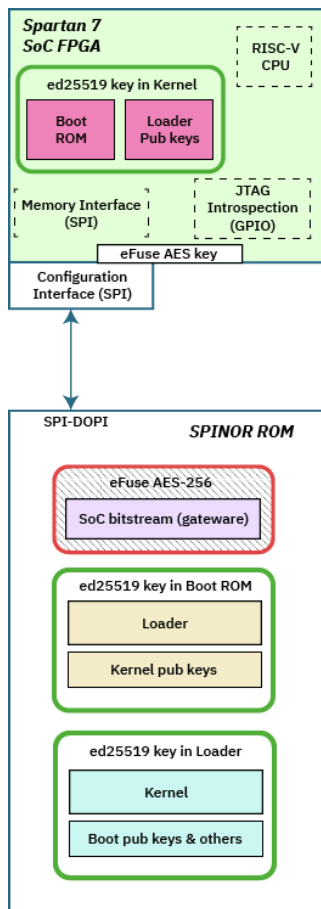 Spartan 7
SoC FPGA
RISC-V
CPU
ed25519 key in Kernel
Boot
ROM
Loader
Pub keys
Memory Interface
(SPI)
JTAG
Introspection
(GPIO)
eFuse AES key
Configuration
Interface (SPI)
SPI-DOPI
SPINOR ROM
eFuse AES-256
SoC bitstream (gateware)
ed25519 key in Boot ROM
Loader
Kernel pub keys
ed25519 key in Loader
Kernel
Boot pub keys & others